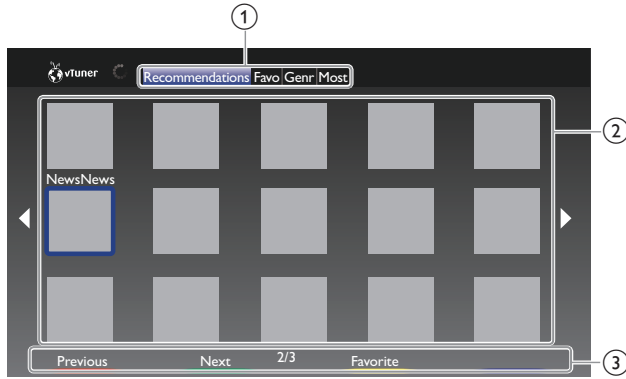 1
vTuner
Recommendations Favo Genr Most
2
NewsNews
Previous Next 2/3 Favorite
3